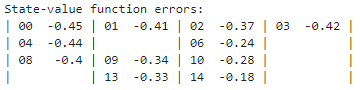 State-value function errors:
| 00  -0.45 | 01  -0.41 | 02  -0.37 | 03  -0.42 |
| 04  -0.44 |           | 06  -0.24 |           |
| 08   -0.4 | 09  -0.34 | 10  -0.28 |           |
|           | 13  -0.33 | 14  -0.18 |           |